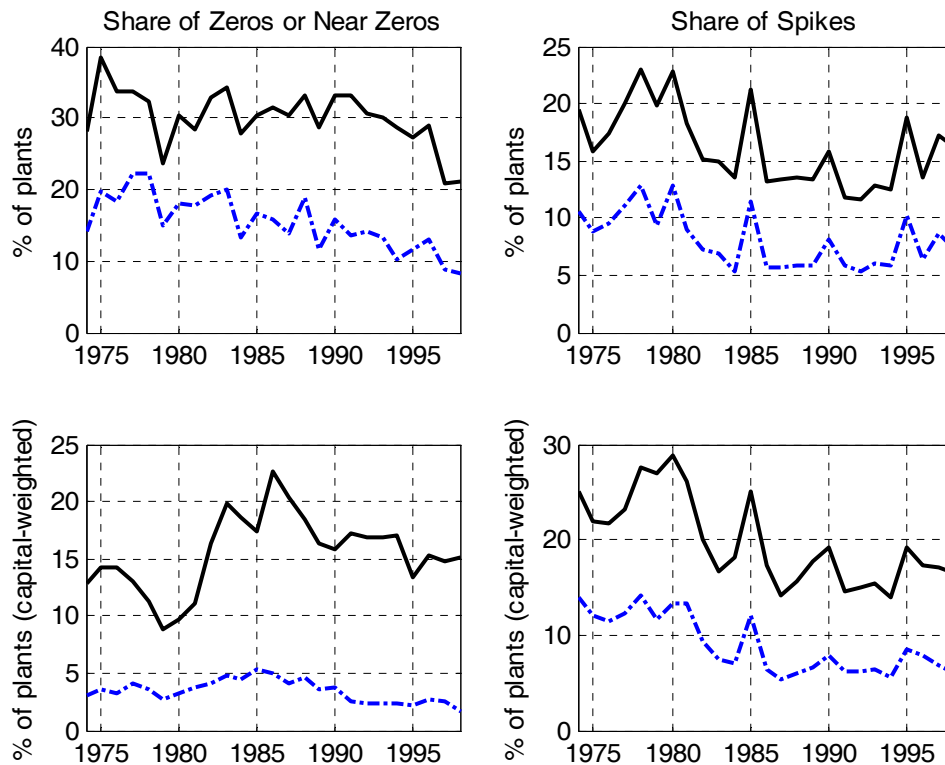 Share of Zeros or Near Zeros
% of plants
40
30
20
10
0
1975 1980 1985 1990 1995
Share of Spikes
% of plants
25
20
15
10
5
0
1975 1980 1985 1990 1995
% of plants (capital-weighted)
25
20
15
10
5
0
1975 1980 1985 1990 1995
% of plants (capital-weighted)
30
20
10
0
1975 1980 1985 1990 1995